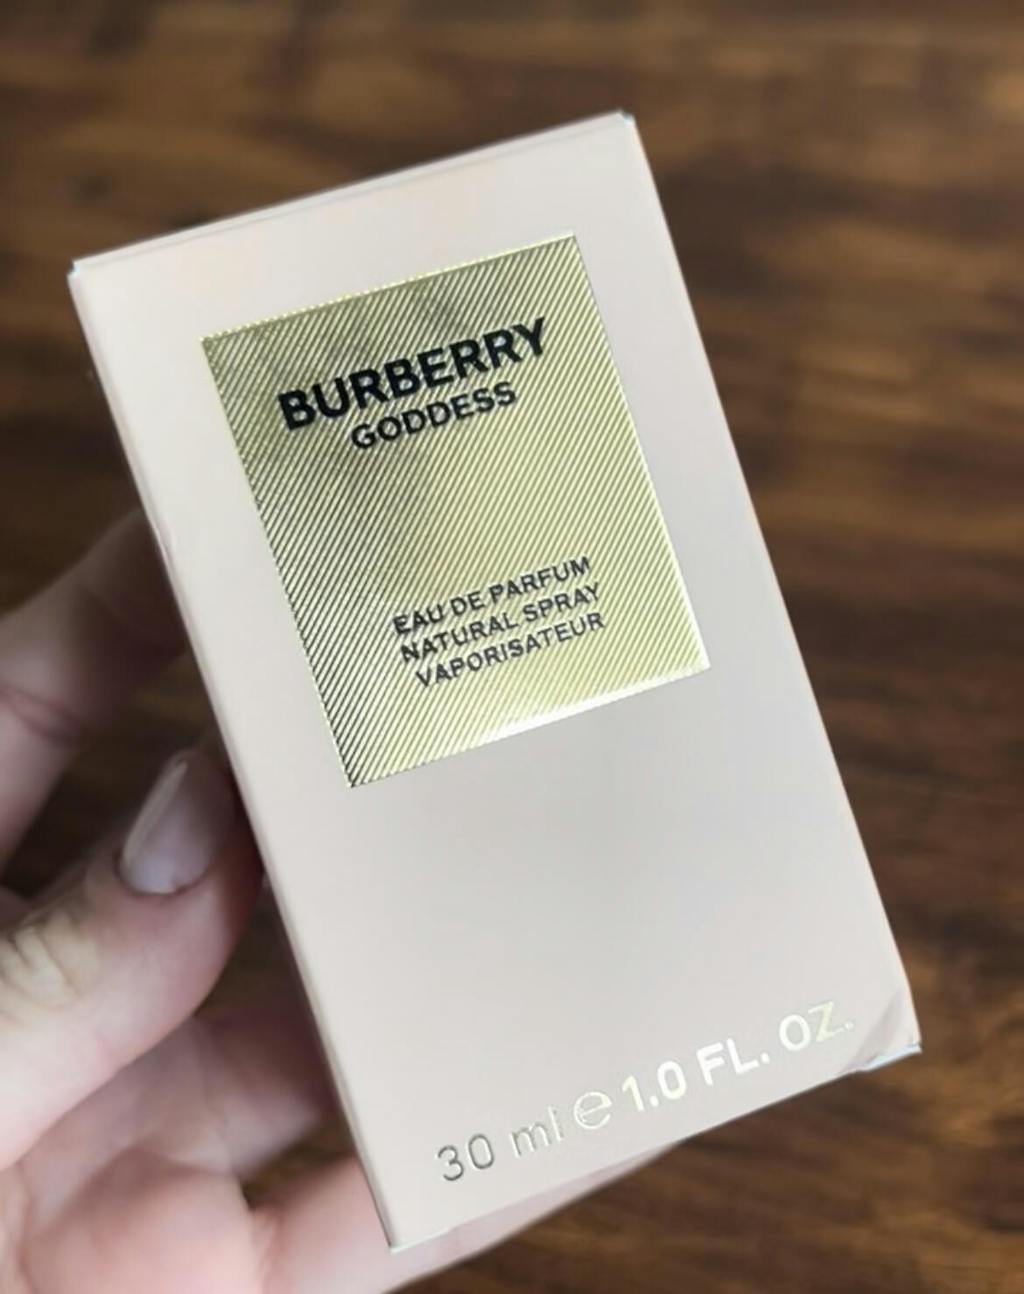 BURBERRY
GODDESS
EAU DE PARFUM
NATURAL SPRAY
VAPORISATEUR
30 ml ℮ 1.0 FL. OZ.